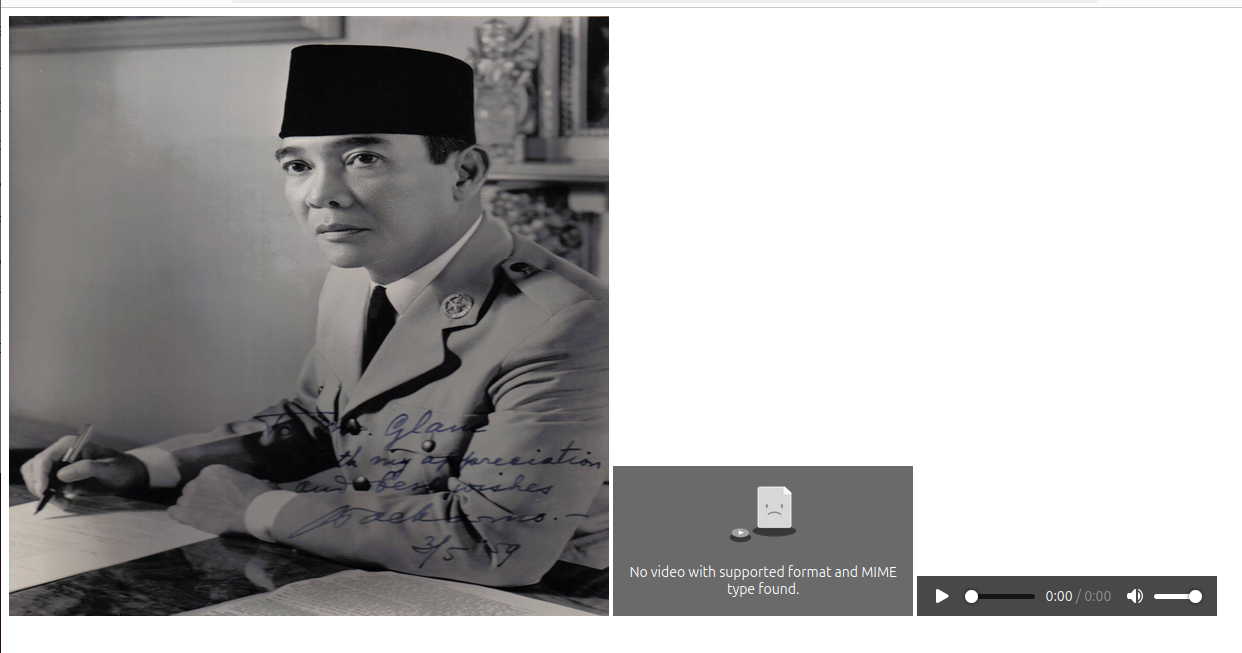 To Mr. Glani
with my appreciation
and best wishes
Soekarno.—
3/5 '59
No video with supported format and MIME
type found.
0:00 / 0:00